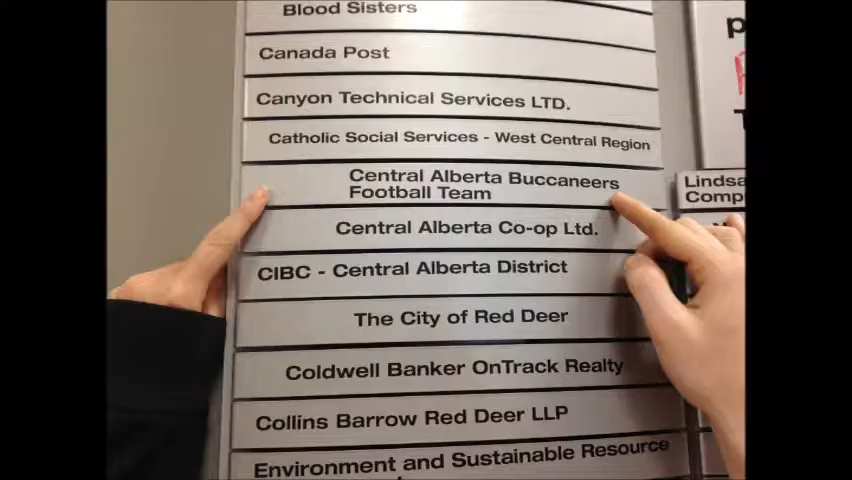 Blood Sisters
Canada Post
Canyon Technical Services LTD.
Catholic Social Services - West Central Region
Central Alberta Buccaneers
Football Team
Central Alberta Co-op Ltd.
CIBC - Central Alberta District
The City of Red Deer
Coldwell Banker OnTrack Realty
Collins Barrow Red Deer LLP
Environment and Sustainable Resource